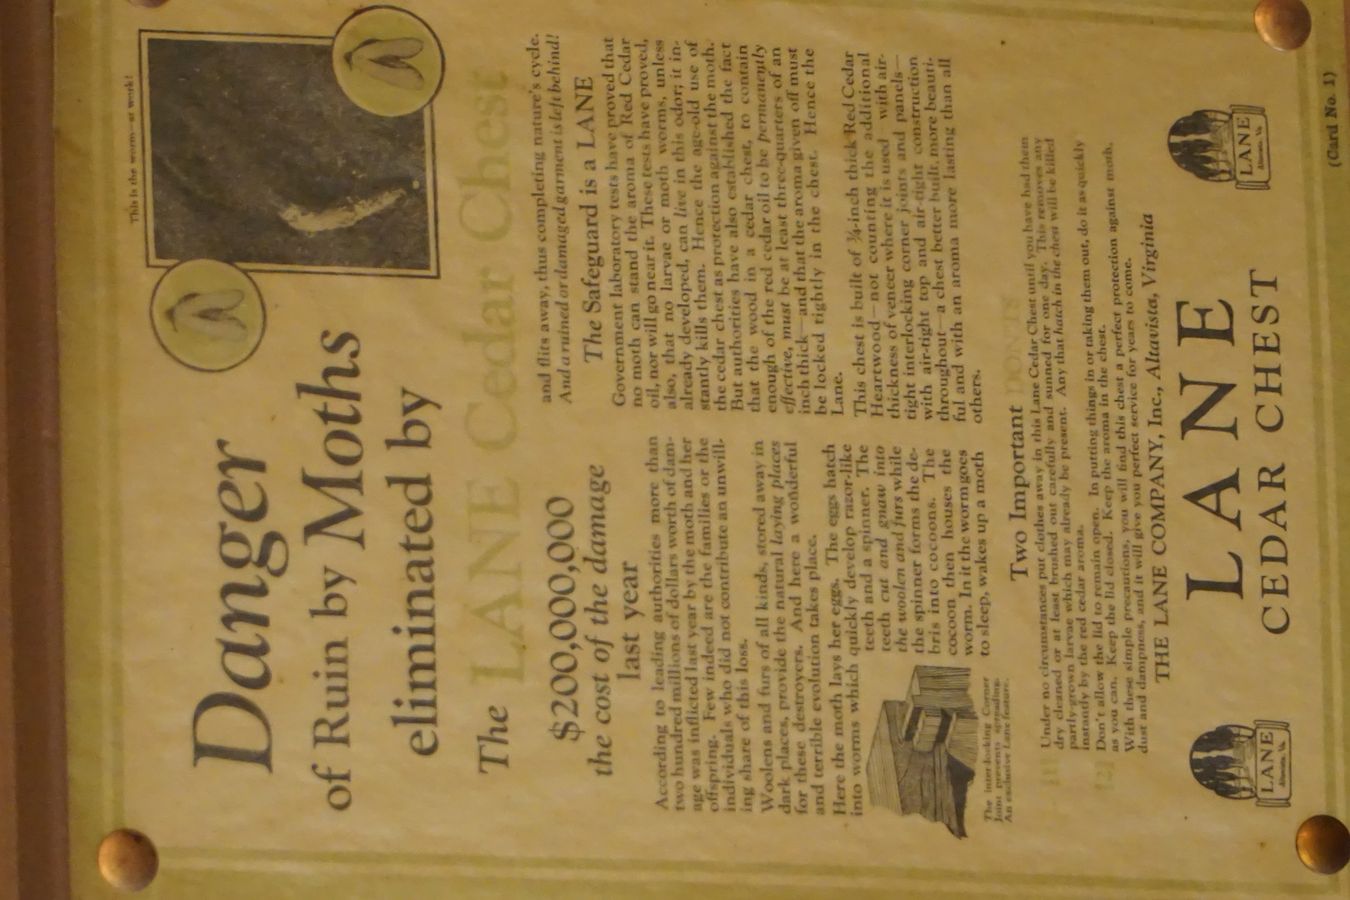 This is the worm—at work!
Danger
of Ruin by Moths
eliminated by
The LANE Cedar Chest
$200,000,000
the cost of the damage
last year
According to leading authorities more than
two hundred millions of dollars worth of dam-
age was inflicted last year by the moth and her
offspring. Few indeed are the families or the
individuals who did not contribute an unwill-
ing share of this loss.
Woolens and furs of all kinds, stored away in
dark places, provide the natural laying places
for these destroyers. And here a wonderful
and terrible evolution takes place.
Here the moth lays her eggs. The eggs hatch
into worms which quickly develop razor-like
teeth and a spinner. The
teeth cut and gnaw into
the woolen and furs while
the spinner forms the de-
bris into cocoons. The
cocoon then houses the
worm. In it the worm goes
to sleep, wakes up a moth
The inter-locking Corner
Joint prevents spreading.
An exclusive Lane feature.
and flits away, thus completing nature's cycle.
And a ruined or damaged garment is left behind!
The Safeguard is a LANE
Government laboratory tests have proved that
no moth can stand the aroma of Red Cedar
oil, nor will go near it. These tests have proved,
also, that no larvae or moth worms, unless
already developed, can live in this odor; it in-
stantly kills them. Hence the age-old use of
the cedar chest as protection against the moth.
But authorities have also established the fact
that the wood in a cedar chest, to contain
enough of the red cedar oil to be permanently
effective, must be at least three-quarters of an
inch thick—and that the aroma given off must
be locked tightly in the chest. Hence the
Lane.
This chest is built of ¾-inch thick Red Cedar
Heartwood—not counting the additional
thickness of veneer where it is used—with air-
tight interlocking corner joints and panels—
with air-tight top and air-tight construction
throughout—a chest better built, more beauti-
ful and with an aroma more lasting than all
others.
Two Important DON'TS
[1] Under no circumstances put clothes away in this Lane Cedar Chest until you have had them
dry cleaned or at least brushed out carefully and sunned for one day. This removes any
partly-grown larvae which may already be present. Any that hatch in the chest will be killed
instantly by the red cedar aroma.
[2] Don't allow the lid to remain open. In putting things in or taking them out, do it as quickly
as you can. Keep the lid closed. Keep the aroma in the chest.
With these simple precautions, you will find this chest a perfect protection against moth,
dust and dampness, and it will give you perfect service for years to come.
THE LANE COMPANY, Inc., Altavista, Virginia
LANE
Altavista, Va.
LANE
CEDAR CHEST
LANE
Altavista, Va.
(Card No. 1)